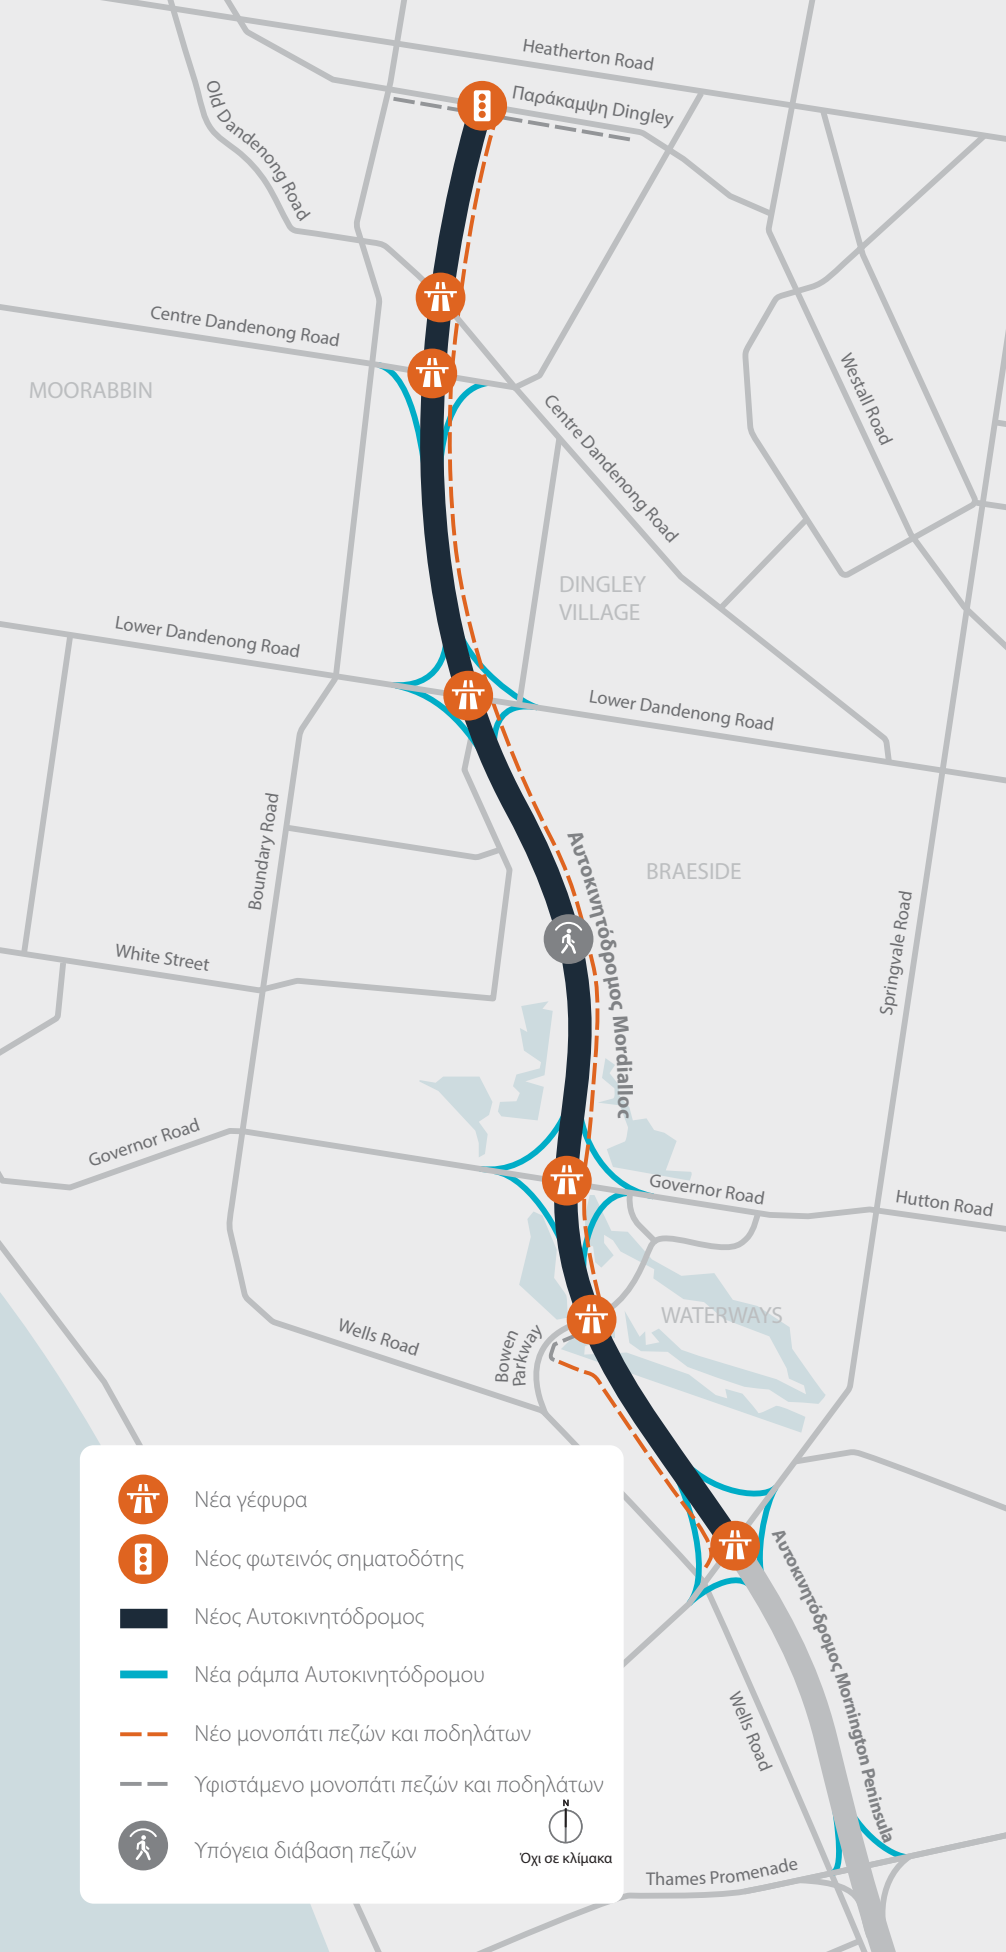 Heatherton Road
Παράκαμψη Dingley
Old Dandenong Road
Centre Dandenong Road
MOORABBIN
Westall Road
Centre Dandenong Road
DINGLEY
VILLAGE
Lower Dandenong Road
Lower Dandenong Road
Boundary Road
Αυτοκινητόδρομος Mordialloc
BRAESIDE
Springvale Road
White Street
Governor Road
Governor Road
Hutton Road
WATERWAYS
Wells Road
Bowen
Parkway
Νέα γέφυρα
Νέος φωτεινός σηματοδότης
Νέος Αυτοκινητόδρομος
Νέα ράμπα Αυτοκινητόδρομου
Νέο μονοπάτι πεζών και ποδηλάτων
Υφιστάμενο μονοπάτι πεζών και ποδηλάτων
Υπόγεια διάβαση πεζών
N
Όχι σε κλίμακα
Αυτοκινητόδρομος Mornington Peninsula
Wells Road
Thames Promenade